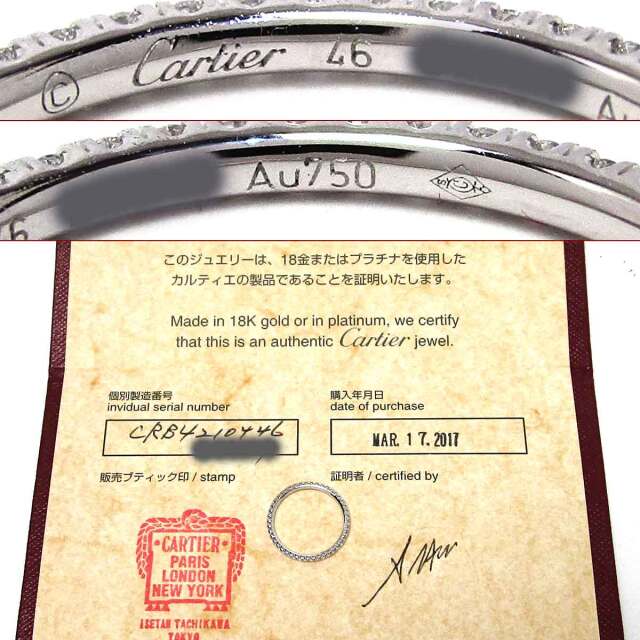 © Cartier 46
Au750
このジュエリーは、18金またはプラチナを使用した
カルティエの製品であることを証明いたします。
Made in 18K gold or in platinum, we certify
that this is an authentic Cartier jewel.
個別製造番号
invidual serial number
CRB4210446
購入年月日
date of purchase
MAR. 17. 2017
販売ブティック印 / stamp
証明者 / certified by
CARTIER
PARIS
LONDON
NEW YORK
ISETAN TACHIKAWA
TOKYO